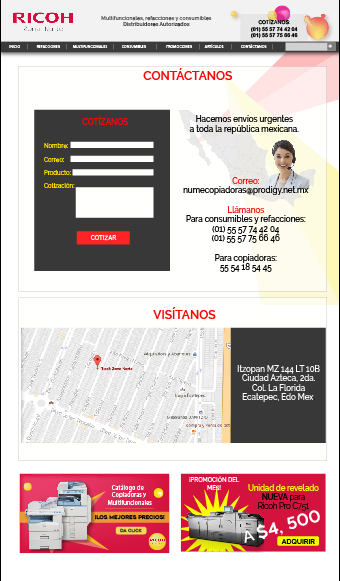 RICOH
Zona Norte
Multifuncionales, refacciones y consumibles
Distribuidores Autorizados
COTÍZANOS:
(01) 55 57 74 42 04
(01) 55 57 75 66 46
INICIO
REFACCIONES
MULTIFUNCIONALES
CONSUMIBLES
PROMOCIONES
ARTÍCULOS
CONTÁCTANOS
CONTÁCTANOS
COTÍZANOS
Nombre:
Correo:
Producto:
Cotización:
COTIZAR
Hacemos envíos urgentes
a toda la república mexicana.
Correo:
numecopiadoras@prodigy.net.mx
Llámanos
Para consumibles y refacciones:
(01) 55 57 74 42 04
(01) 55 57 75 66 46
Para copiadoras:
55 54 18 54 45
VISÍTANOS
Ricoh Zona Norte
Itzopan MZ 144 LT 10B
Ciudad Azteca, 2da.
Col. La Florida
Ecatepec, Edo Mex
Catálogo de
Copiadoras y
Multifuncionales
¡LOS MEJORES PRECIOS!
DA CLICK
RICOH
¡PROMOCIÓN DEL
MES!
Unidad de revelado
NUEVA para
Ricoh Pro C751
A $4, 500
ADQUIRIR